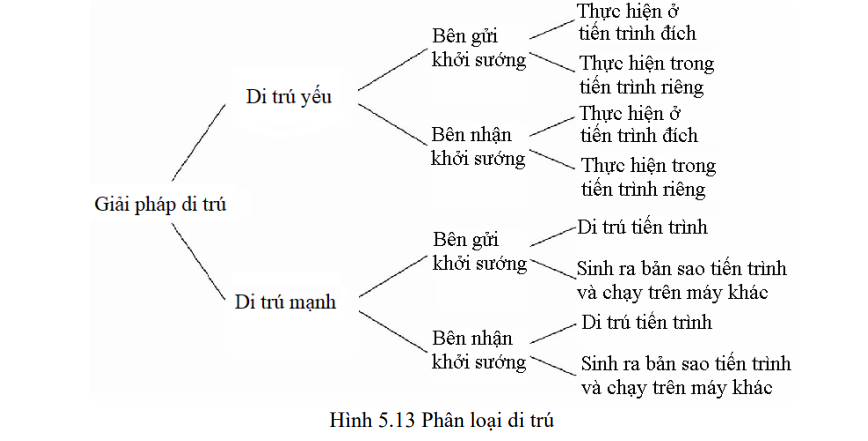 Thực hiện ở
tiến trình đích
Bên gửi
khởi sướng
Thực hiện trong
tiến trình riêng
Di trú yếu
Thực hiện ở
tiến trình đích
Bên nhận
khởi sướng
Thực hiện trong
tiến trình riêng
Giải pháp di trú
Di trú tiến trình
Bên gửi
khởi sướng
Sinh ra bản sao tiến trình
và chạy trên máy khác
Di trú mạnh
Di trú tiến trình
Bên nhận
khởi sướng
Sinh ra bản sao tiến trình
và chạy trên máy khác
Hình 5.13 Phân loại di trú